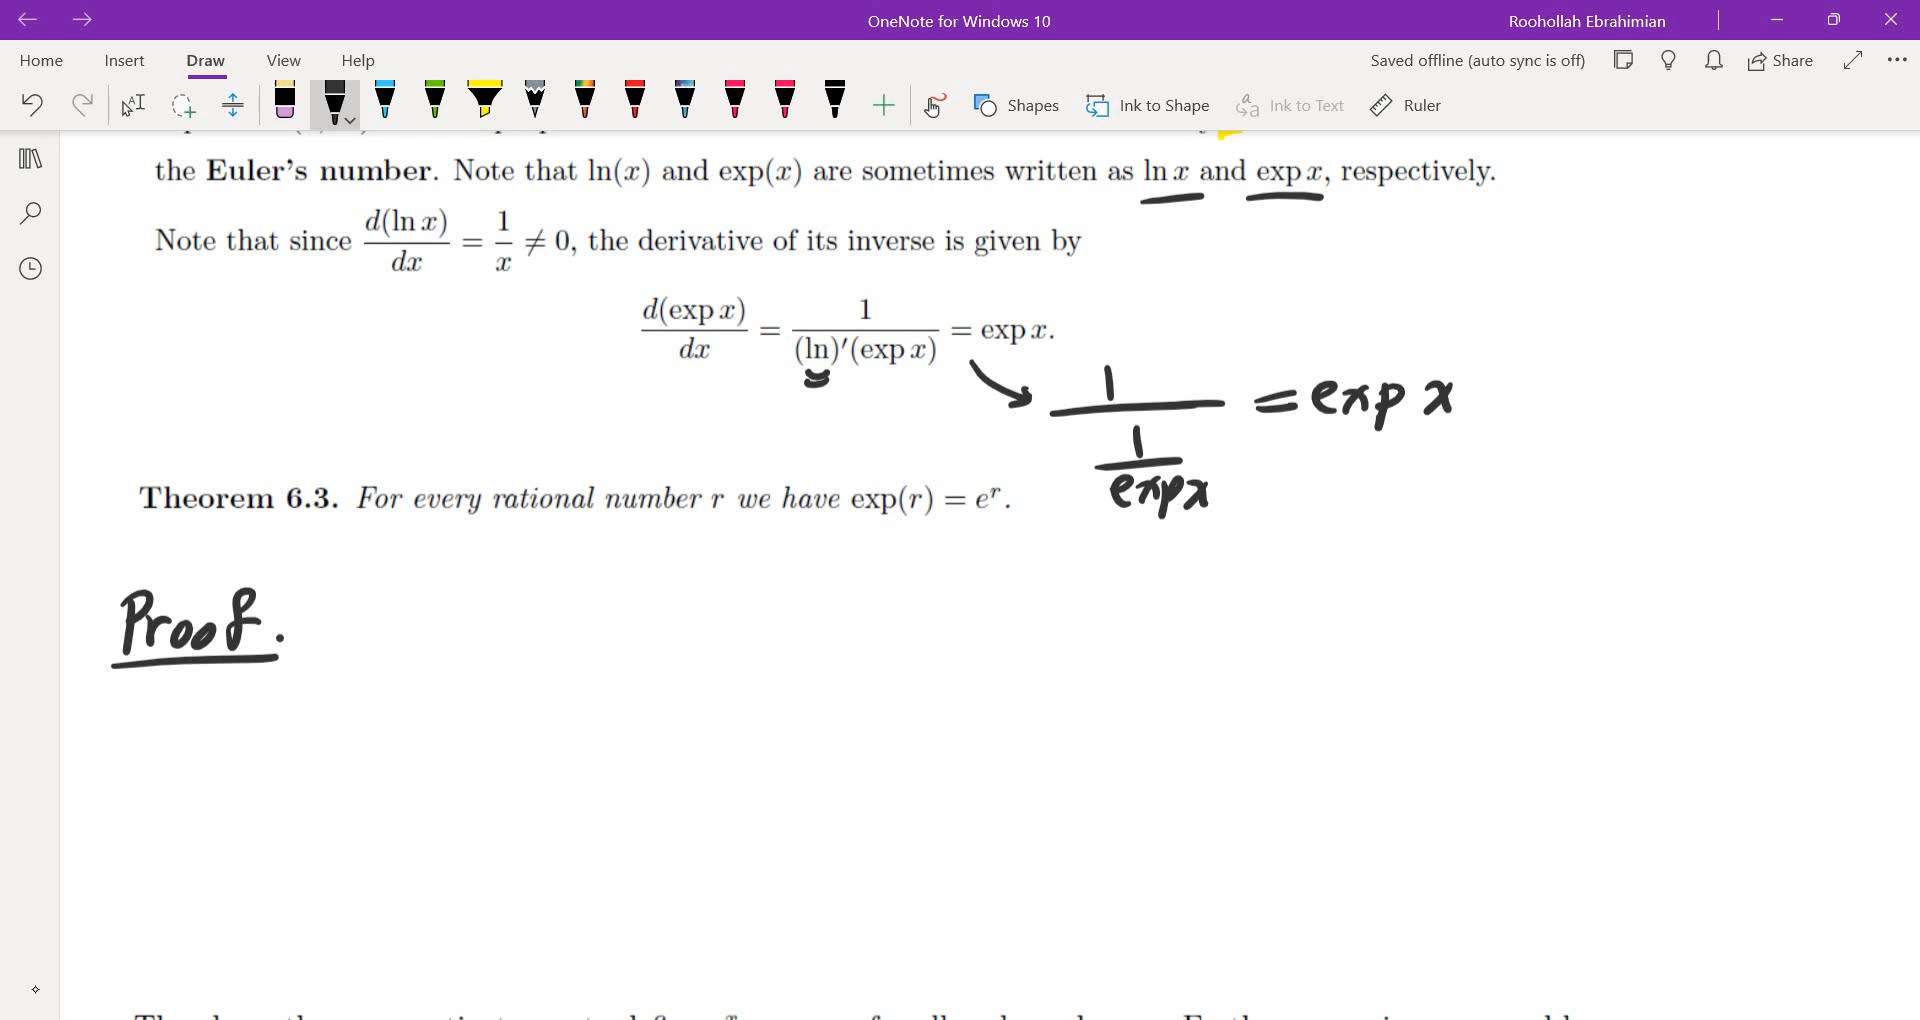 OneNote for Windows 10
Roohollah Ebrahimian
Home Insert Draw View Help
Saved offline (auto sync is off) Share
Shapes Ink to Shape Ink to Text Ruler
the Euler's number. Note that ln(x) and exp(x) are sometimes written as ln x and exp x, respectively.
Note that since d(ln x)/dx = 1/x ≠ 0, the derivative of its inverse is given by
d(exp x)/dx = 1/(ln)′(exp x) = exp x.
1/(1/exp x) = exp x
Theorem 6.3. For every rational number r we have exp(r) = eʳ.
Proof.